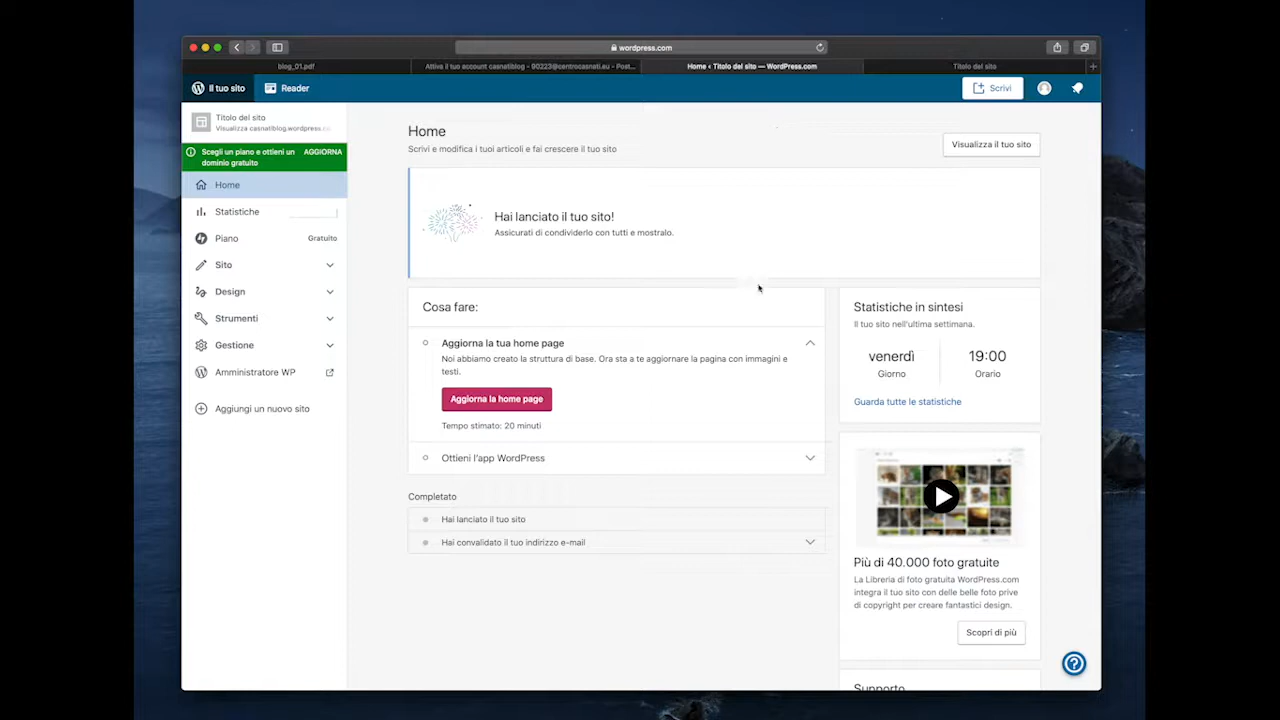 wordpress.com
blog_01.pdf
Attiva il tuo account casnatiblog - 90223@centrocasnati.eu - Post...
Home ‹ Titolo del sito — WordPress.com
Titolo del sito
Il tuo sito
Reader
Scrivi
Titolo del sito
Visualizza casnatiblog.wordpress.co
Scegli un piano e ottieni un
dominio gratuito
AGGIORNA
Home
Statistiche
Piano
Gratuito
Sito
Design
Strumenti
Gestione
Amministratore WP
Aggiungi un nuovo sito
Home
Scrivi e modifica i tuoi articoli e fai crescere il tuo sito
Visualizza il tuo sito
Hai lanciato il tuo sito!
Assicurati di condividerlo con tutti e mostralo.
Cosa fare:
Aggiorna la tua home page
Noi abbiamo creato la struttura di base. Ora sta a te aggiornare la pagina con immagini e
testi.
Aggiorna la home page
Tempo stimato: 20 minuti
Ottieni l'app WordPress
Completato
Hai lanciato il tuo sito
Hai convalidato il tuo indirizzo e-mail
Statistiche in sintesi
Il tuo sito nell'ultima settimana.
venerdì
19:00
Giorno
Orario
Guarda tutte le statistiche
Più di 40.000 foto gratuite
La Libreria di foto gratuita WordPress.com
integra il tuo sito con delle belle foto prive
di copyright per creare fantastici design.
Scopri di più
Supporto